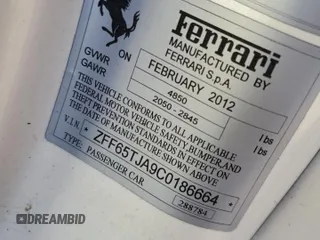 Ferrari
MANUFACTURED BY
FERRARI S.p.A.
ON FEBRUARY 2012
GVWR 4850 lbs
GAWR 2050 - 2845 lbs
THIS VEHICLE CONFORMS TO ALL APPLICABLE
FEDERAL MOTOR VEHICLE SAFETY, BUMPER, AND
THEFT PREVENTION STANDARDS IN EFFECT ON
THE DATE OF MANUFACTURE SHOWN ABOVE
V.I.N. * ZFF65TJA9C0186664 *
TYPE: PASSENGER CAR 288784
DREAMBID